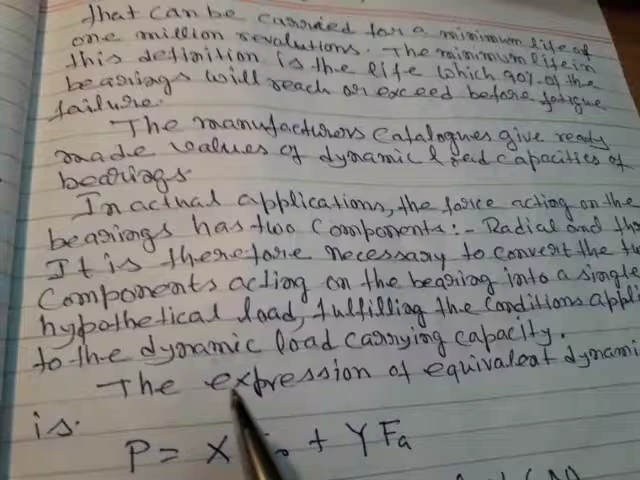 that can be carried for a minimum life of
one million revolutions. The minimum life in
this definition is the life which 90% of the
bearings will reach or exceed before fatigue
failure.
The manufacturers Catalogues give ready
made values of dynamic load capacities of
bearings.
In actual applications, the force acting on the
bearings has two Components:- Radial and
It is therefore necessary to convert the
Components acting on the bearing into a single
hypothetical load, fulfilling the conditions
to the dynamic load carrying capacity.
The expression of equivalent
is.
P = X + Y Fa